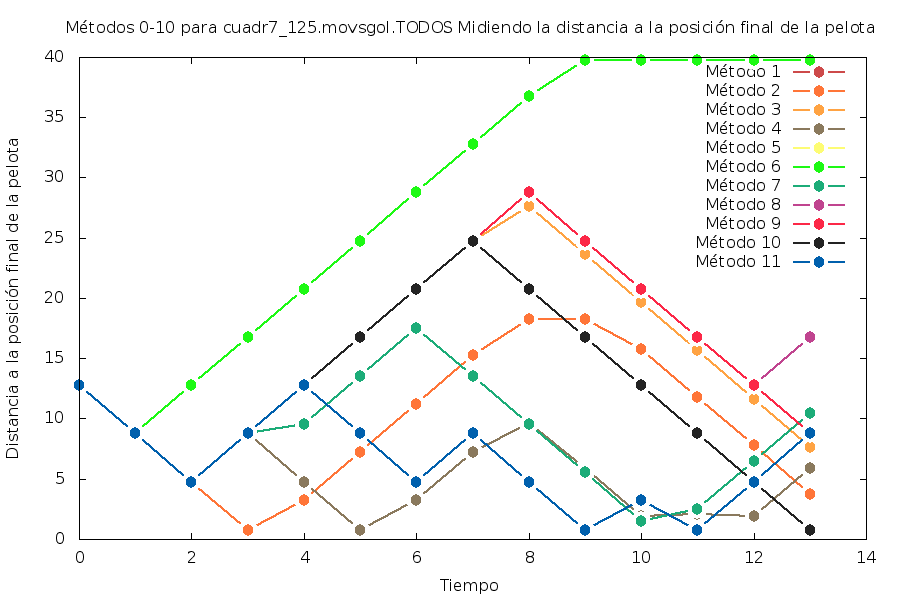 Métodos 0-10 para cuadr7_125.movsgol.TODOS Midiendo la distancia a la posición final de la pelota
40
35
30
25
20
15
10
5
0
Distancia a la posición final de la pelota
Método 1
Método 2
Método 3
Método 4
Método 5
Método 6
Método 7
Método 8
Método 9
Método 10
Método 11
0 2 4 6 8 10 12 14
Tiempo